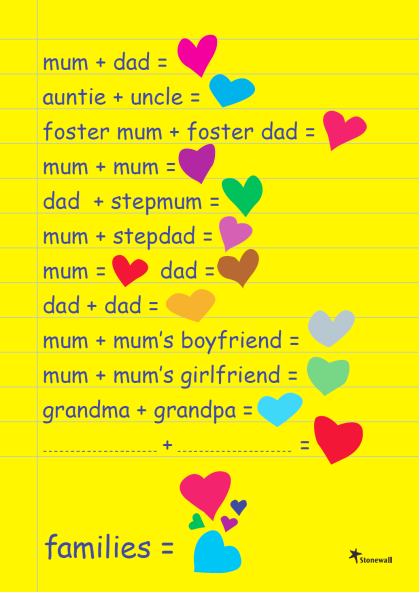 mum + dad =
auntie + uncle =
foster mum + foster dad =
mum + mum =
dad + stepmum =
mum + stepdad =
mum = dad =
dad + dad =
mum + mum's boyfriend =
mum + mum's girlfriend =
grandma + grandpa =
.................... + .................... =
families =
Stonewall